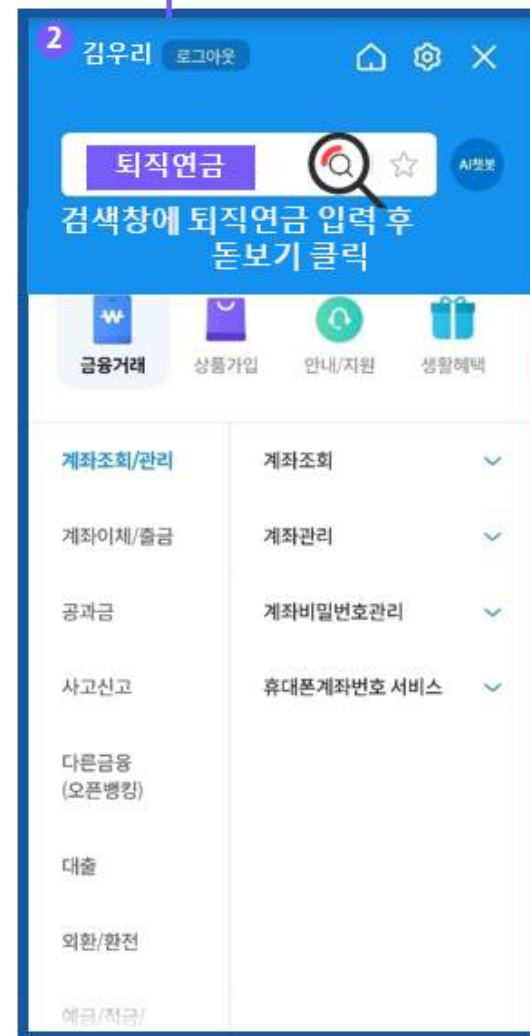 2 김우리 로그아웃
퇴직연금 AI챗봇
검색창에 퇴직연금 입력 후
돋보기 클릭
금융거래 상품가입 안내/지원 생활혜택
계좌조회/관리 계좌조회
계좌이체/출금 계좌관리
공과금 계좌비밀번호관리
사고신고 휴대폰계좌번호 서비스
다른금융
(오픈뱅킹)
대출
외환/환전
예금/적금/